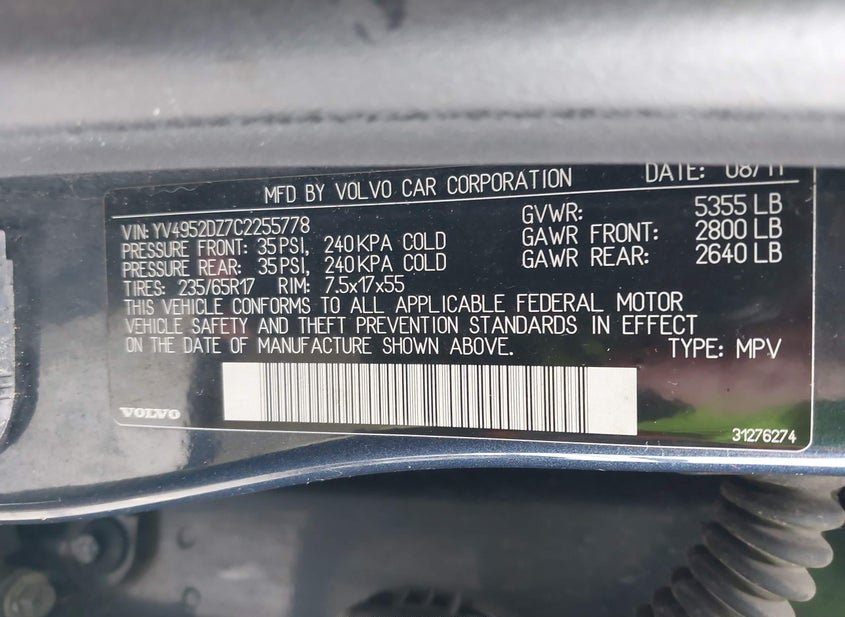 DATE: 08/11
MFD BY VOLVO CAR CORPORATION
VIN: YV4952DZ7C2255778
PRESSURE FRONT: 35 PSI, 240 KPA COLD
PRESSURE REAR: 35 PSI, 240 KPA COLD
TIRES: 235/65R17 RIM: 7.5x17x55
GVWR: 5355 LB
GAWR FRONT: 2800 LB
GAWR REAR: 2640 LB
THIS VEHICLE CONFORMS TO ALL APPLICABLE FEDERAL MOTOR
VEHICLE SAFETY AND THEFT PREVENTION STANDARDS IN EFFECT
ON THE DATE OF MANUFACTURE SHOWN ABOVE.
TYPE: MPV
VOLVO
31276274